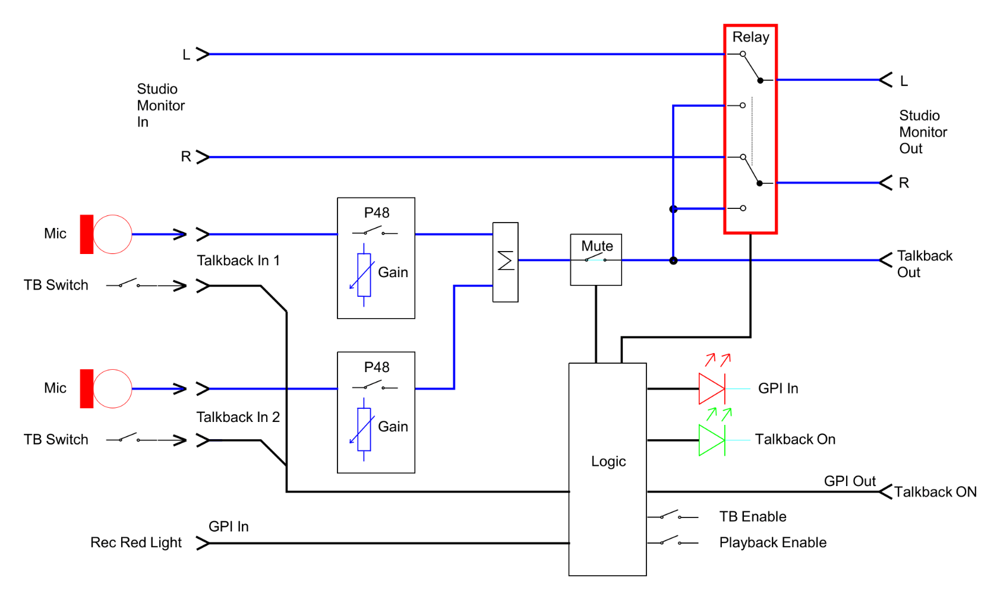 Relay
L
L
Studio
Monitor
In
Studio
Monitor
Out
R
R
P48
Mic
Mute
Talkback In 1
Gain
Σ
Talkback
Out
TB Switch
P48
Mic
GPI In
Talkback In 2
Gain
TB Switch
Talkback On
Logic
GPI Out
Talkback ON
TB Enable
GPI In
Rec Red Light
Playback Enable